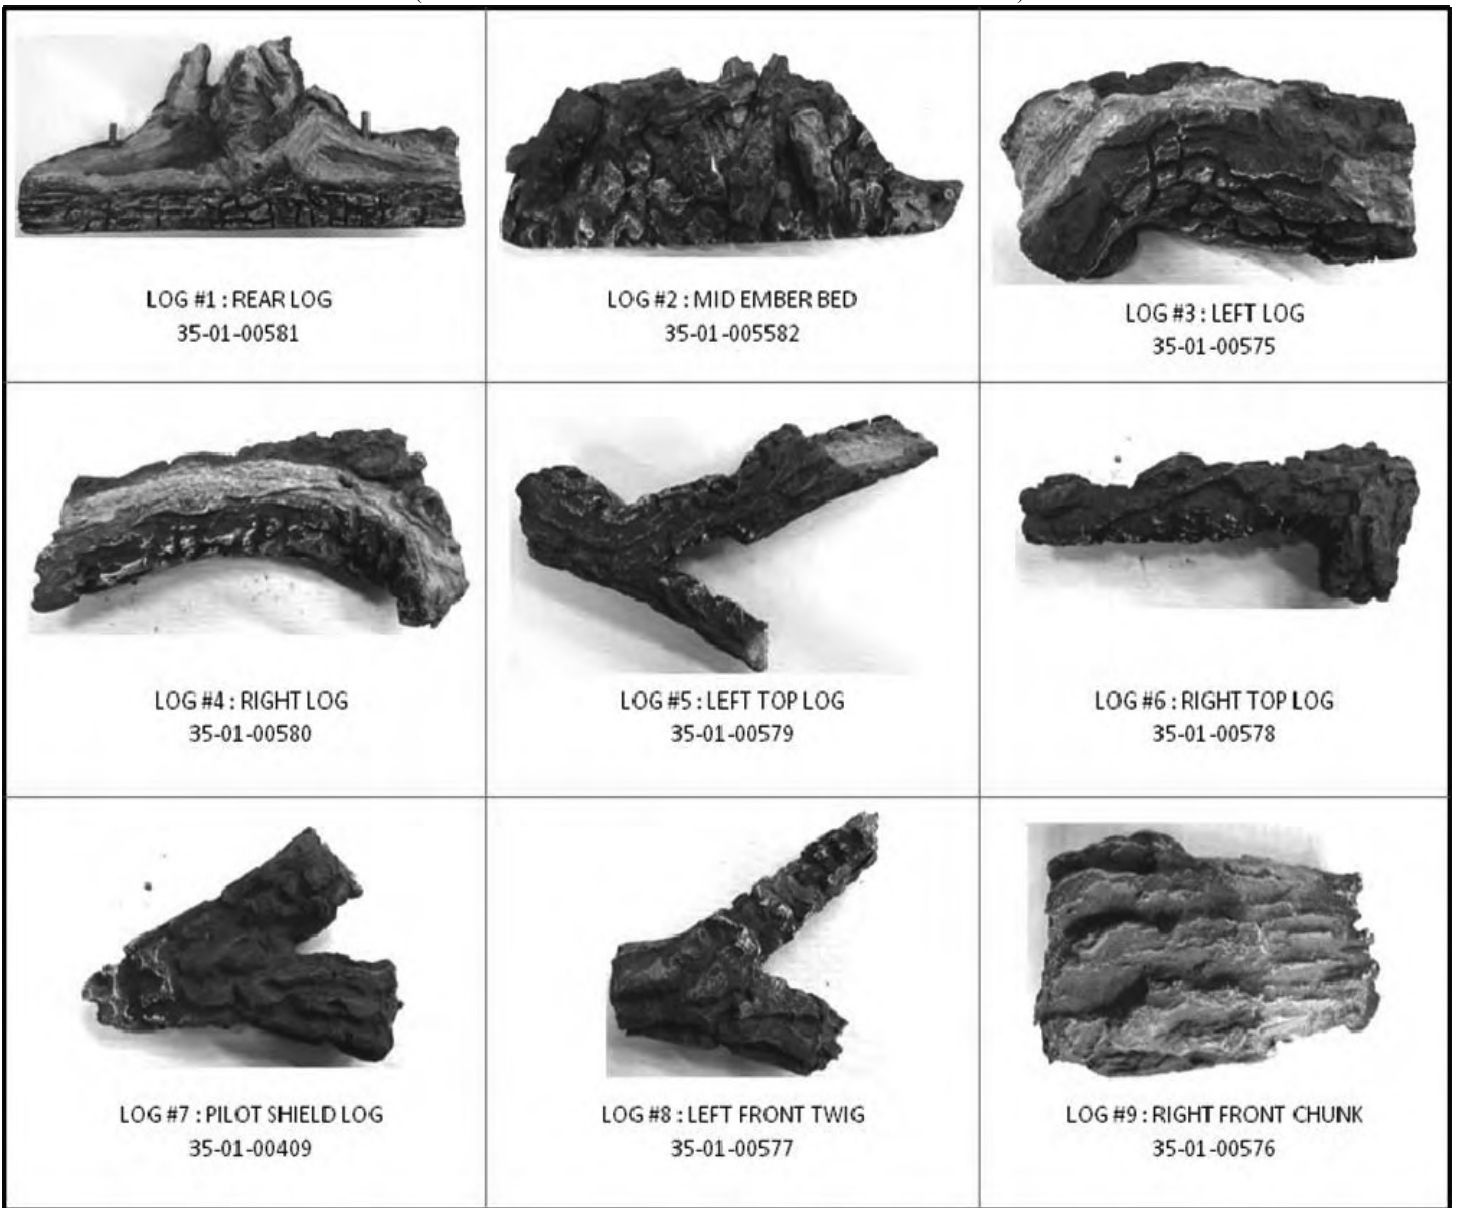 LOG #1 : REAR LOG
35-01-00581
LOG #2 : MID EMBER BED
35-01-005582
LOG #3 : LEFT LOG
35-01-00575
LOG #4 : RIGHT LOG
35-01-00580
LOG #5 : LEFT TOP LOG
35-01-00579
LOG #6 : RIGHT TOP LOG
35-01-00578
LOG #7 : PILOT SHIELD LOG
35-01-00409
LOG #8 : LEFT FRONT TWIG
35-01-00577
LOG #9 : RIGHT FRONT CHUNK
35-01-00576